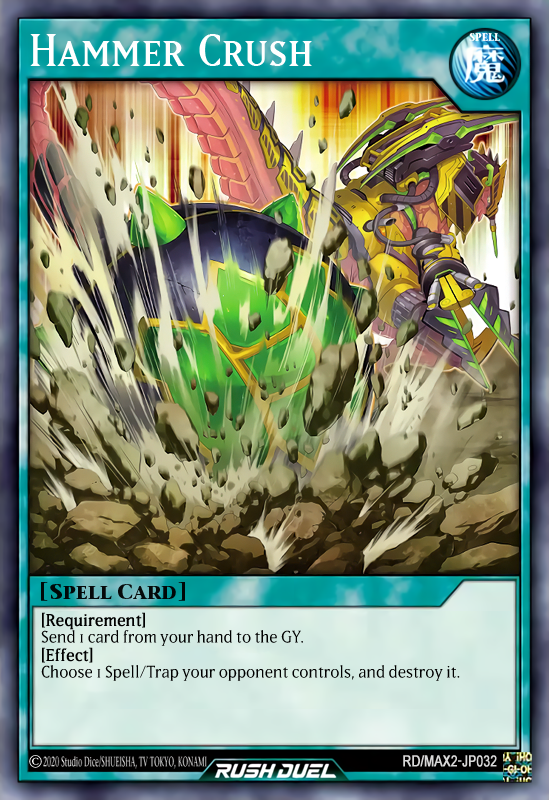 HAMMER CRUSH
SPELL
魔
[SPELL CARD]
[Requirement]
Send 1 card from your hand to the GY.
[Effect]
Choose 1 Spell/Trap your opponent controls, and destroy it.
©2020 Studio Dice/SHUEISHA, TV TOKYO, KONAMI
RUSH DUEL
RD/MAX2-JP032